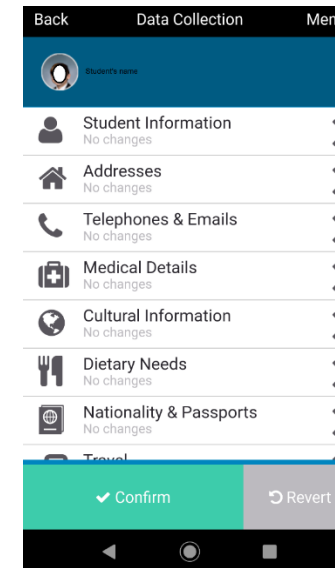 Back Data Collection Men
Student's name
Student Information
No changes
Addresses
No changes
Telephones & Emails
No changes
Medical Details
No changes
Cultural Information
No changes
Dietary Needs
No changes
Nationality & Passports
No changes
Travel
Confirm Revert